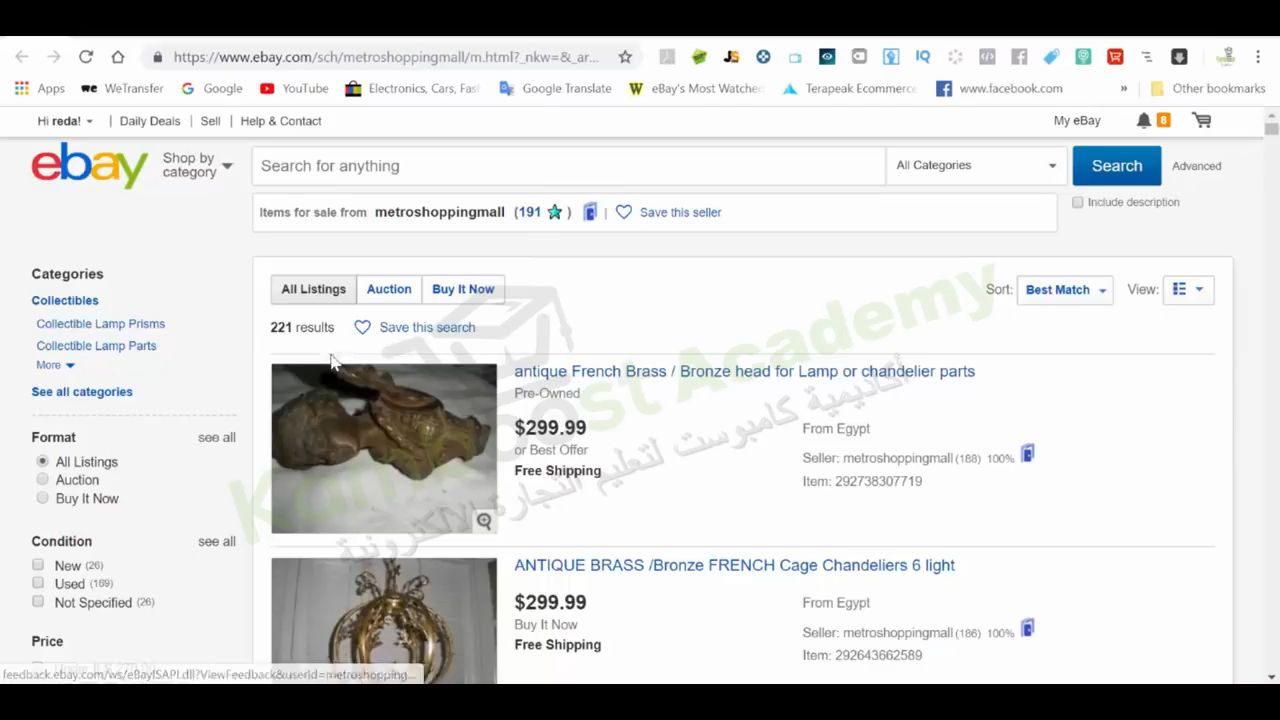 https://www.ebay.com/sch/metroshoppingmall/m.html?_nkw=&_ar...
Apps
WeTransfer
Google
YouTube
Electronics, Cars, Fas
Google Translate
eBay's Most Watched
Terapeak Ecommerce
www.facebook.com
»
Other bookmarks
Hi reda!
Daily Deals
Sell
Help & Contact
My eBay
8
ebay
Shop by
category
Search for anything
All Categories
Search
Advanced
Items for sale from metroshoppingmall (191 ) | Save this seller
Include description
Categories
Collectibles
Collectible Lamp Prisms
Collectible Lamp Parts
More
See all categories
Format see all
All Listings
Auction
Buy It Now
Condition see all
New (26)
Used (169)
Not Specified (26)
Price
All Listings
Auction
Buy It Now
Sort: Best Match
View:
221 results
Save this search
antique French Brass / Bronze head for Lamp or chandelier parts
Pre-Owned
$299.99
or Best Offer
Free Shipping
From Egypt
Seller: metroshoppingmall (188) 100%
Item: 292738307719
ANTIQUE BRASS /Bronze FRENCH Cage Chandeliers 6 light
$299.99
Buy It Now
Free Shipping
From Egypt
Seller: metroshoppingmall (186) 100%
Item: 292643662589
Academy
أكاديمية كامبوست لتعليم التجارة الالكترونية
feedback.ebay.com/ws/eBayISAPI.dll?ViewFeedback&userid=metroshopping...